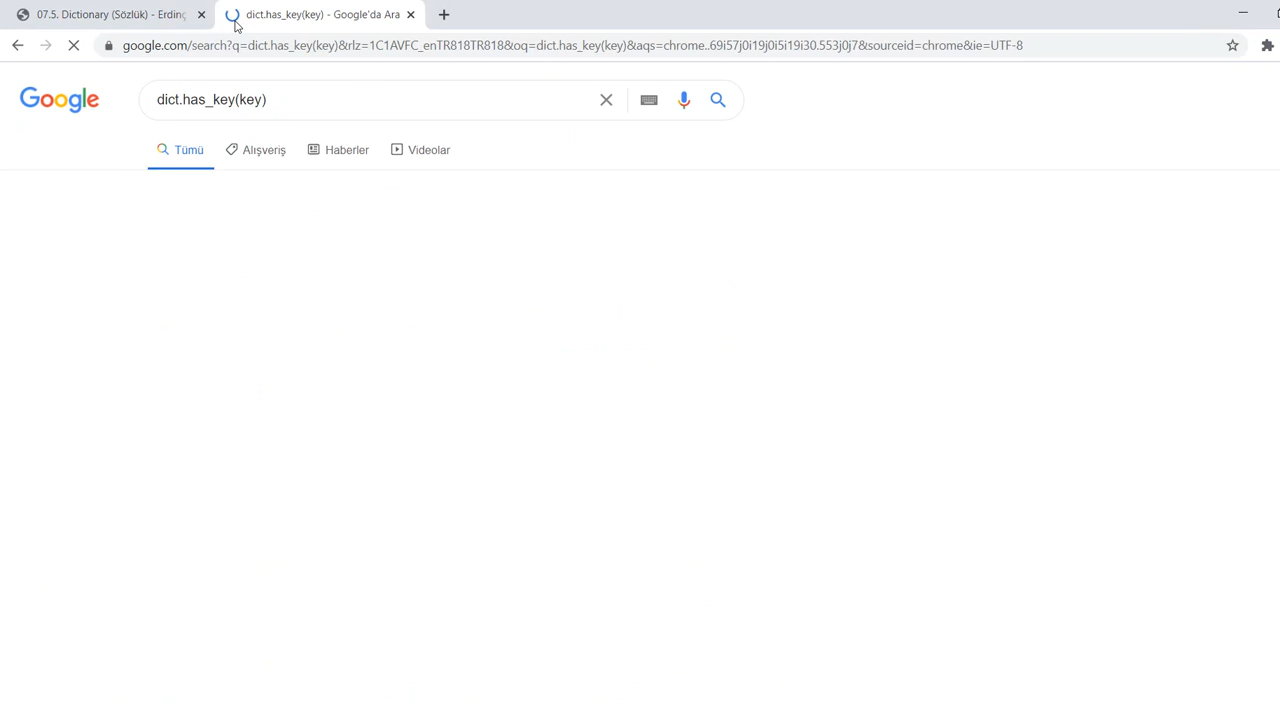 07.5. Dictionary (Sözlük) - Erdinç
dict.has_key(key) - Google'da Ara
google.com/search?q=dict.has_key(key)&rlz=1C1AVFC_enTR818TR818&oq=dict.has_key(key)&aqs=chrome..69i57j0i19j0i5i19i30.553j0j7&sourceid=chrome&ie=UTF-8
Google
dict.has_key(key)
Tümü
Alışveriş
Haberler
Videolar